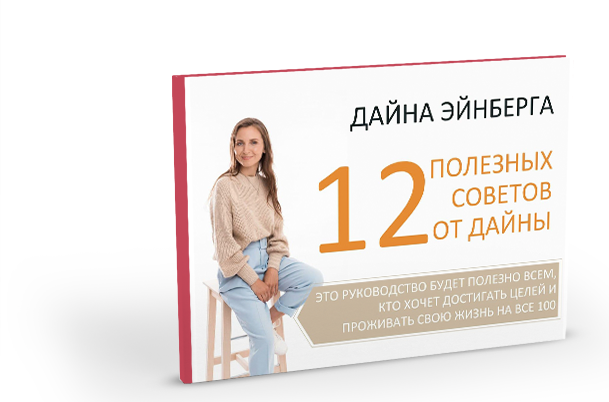 ДАЙНА ЭЙНБЕРГА
12
ПОЛЕЗНЫХ
СОВЕТОВ
ОТ ДАЙНЫ
ЭТО РУКОВОДСТВО БУДЕТ ПОЛЕЗНО ВСЕМ,
КТО ХОЧЕТ ДОСТИГАТЬ ЦЕЛЕЙ И
ПРОЖИВАТЬ СВОЮ ЖИЗНЬ НА ВСЕ 100